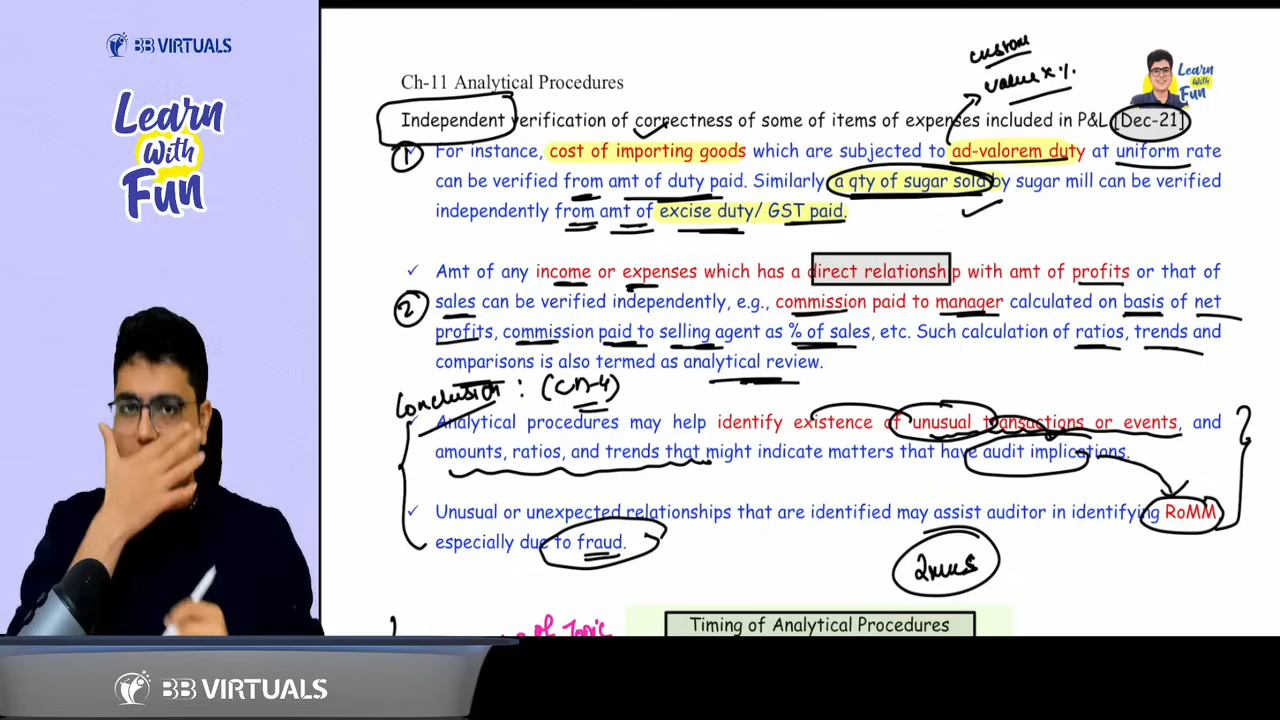 BB VIRTUALS
Learn
With
Fun
custom
value x %
Ch-11 Analytical Procedures
Learn
With
Fun
Independent verification of correctness of some of items of expenses included in P&L [Dec-21]
1 For instance, cost of importing goods which are subjected to ad-valorem duty at uniform rate
can be verified from amt of duty paid. Similarly a qty of sugar sold by sugar mill can be verified
independently from amt of excise duty/ GST paid.
✓ Amt of any income or expenses which has a direct relationship with amt of profits or that of
2 sales can be verified independently, e.g., commission paid to manager calculated on basis of net
profits, commission paid to selling agent as % of sales, etc. Such calculation of ratios, trends and
comparisons is also termed as analytical review.
Conclusion : (CH-4)
Analytical procedures may help identify existence of unusual transactions or events, and
amounts, ratios, and trends that might indicate matters that have audit implications.
✓ Unusual or unexpected relationships that are identified may assist auditor in identifying RoMM
especially due to fraud.
of Topic
Timing of Analytical Procedures
BB VIRTUALS